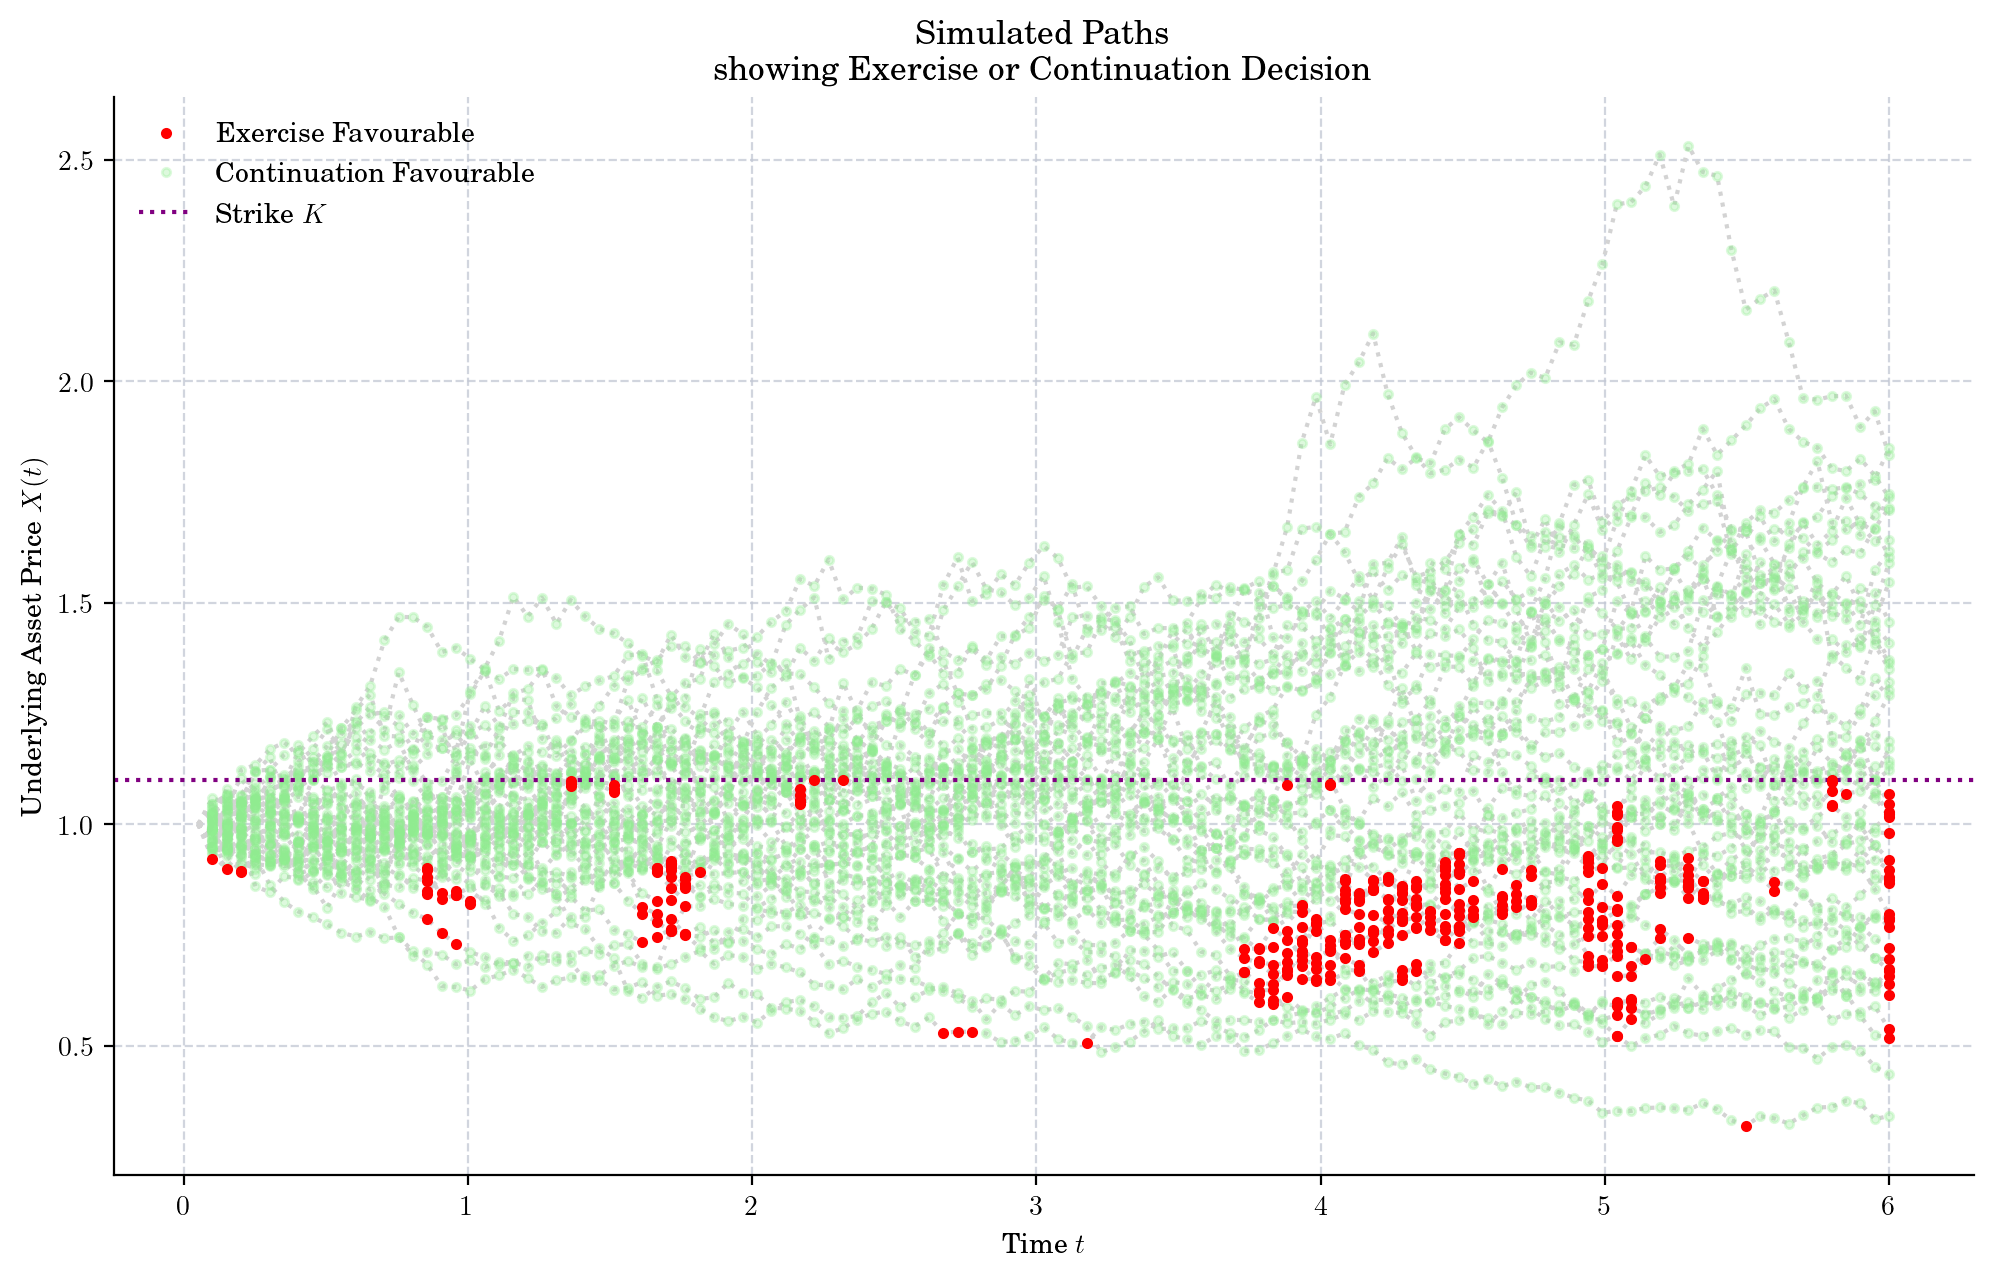 Simulated Paths
showing Exercise or Continuation Decision
Exercise Favourable
Continuation Favourable
Strike K
Underlying Asset Price X(t)
2.5
2.0
1.5
1.0
0.5
0 1 2 3 4 5 6
Time t